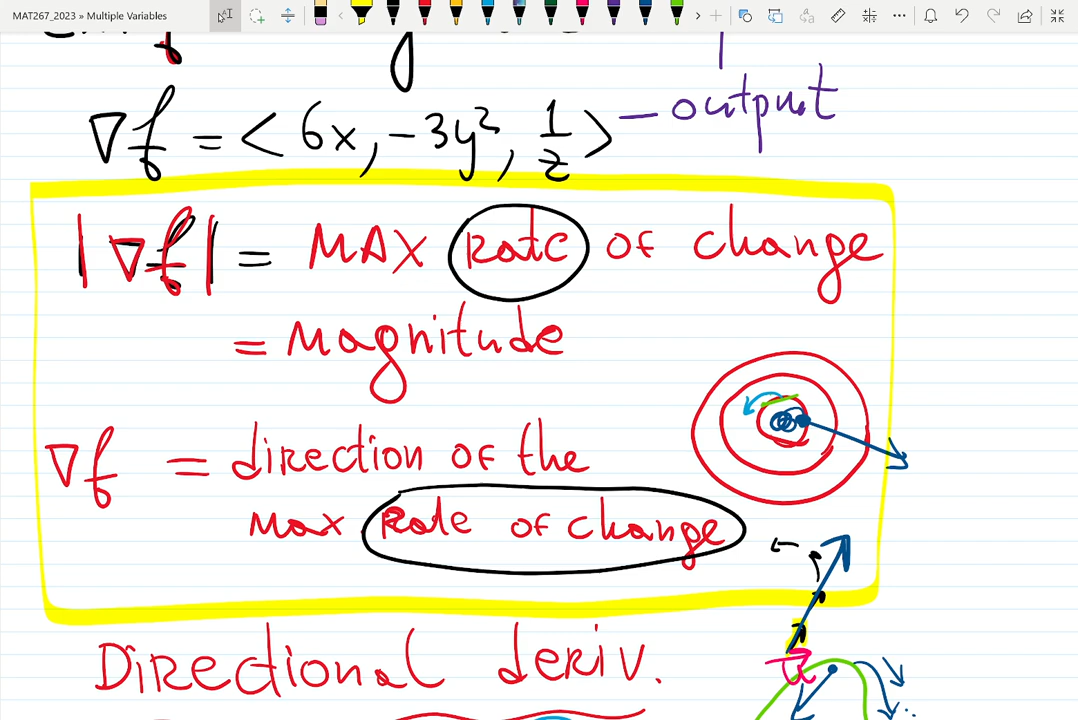 MAT267_2023 » Multiple Variables
∇f = < 6x, -3y², 1/z > — output
|∇f| = MAX Rate of change
= Magnitude
∇f = direction of the
Max Rate of change
Directional deriv.